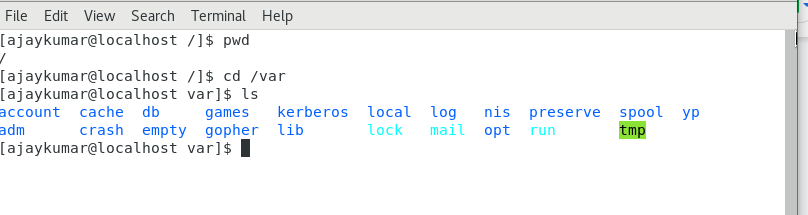 File Edit View Search Terminal Help
[ajaykumar@localhost /]$ pwd
/
[ajaykumar@localhost /]$ cd /var
[ajaykumar@localhost var]$ ls
account cache db games kerberos local log nis preserve spool yp
adm crash empty gopher lib lock mail opt run tmp
[ajaykumar@localhost var]$